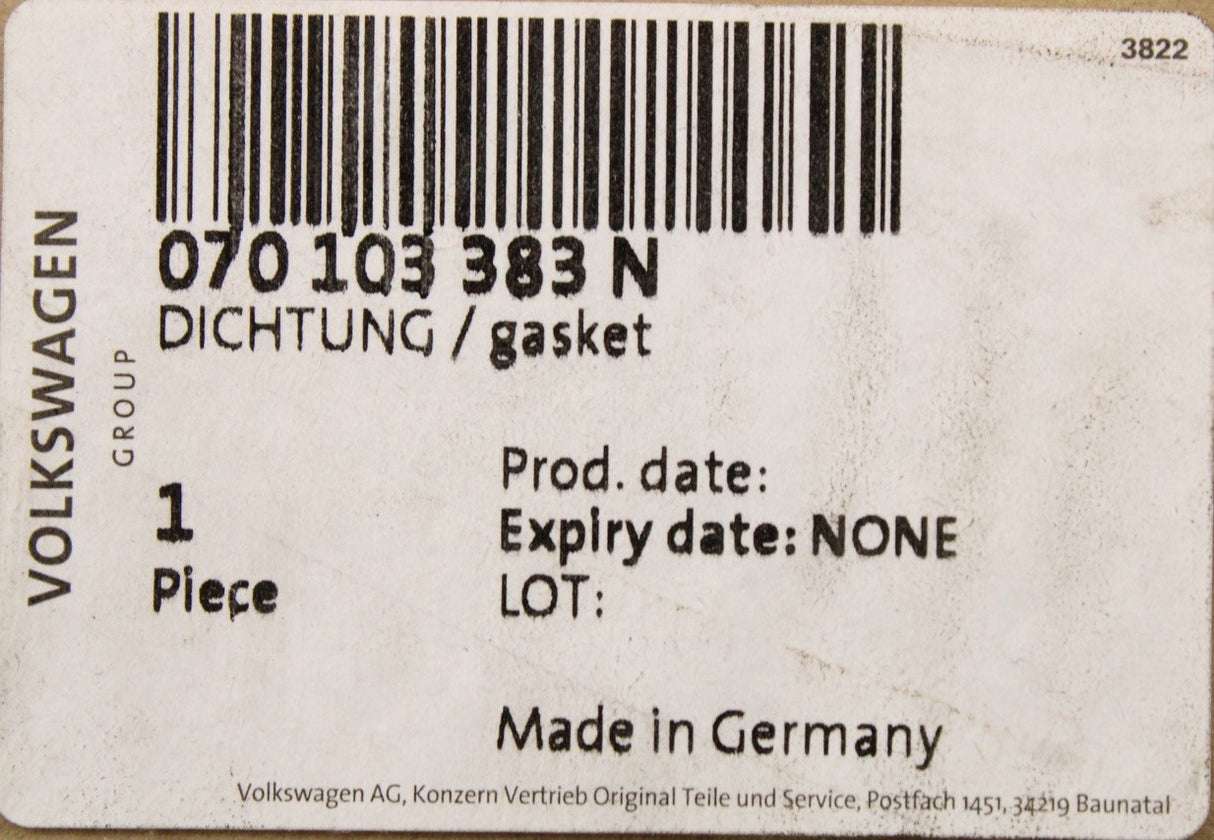 3822
070 103 383 N
DICHTUNG / gasket
VOLKSWAGEN
GROUP
1
Piece
Prod. date:
Expiry date: NONE
LOT:
Made in Germany
Volkswagen AG, Konzern Vertrieb Original Teile und Service, Postfach 1451, 34219 Baunatal